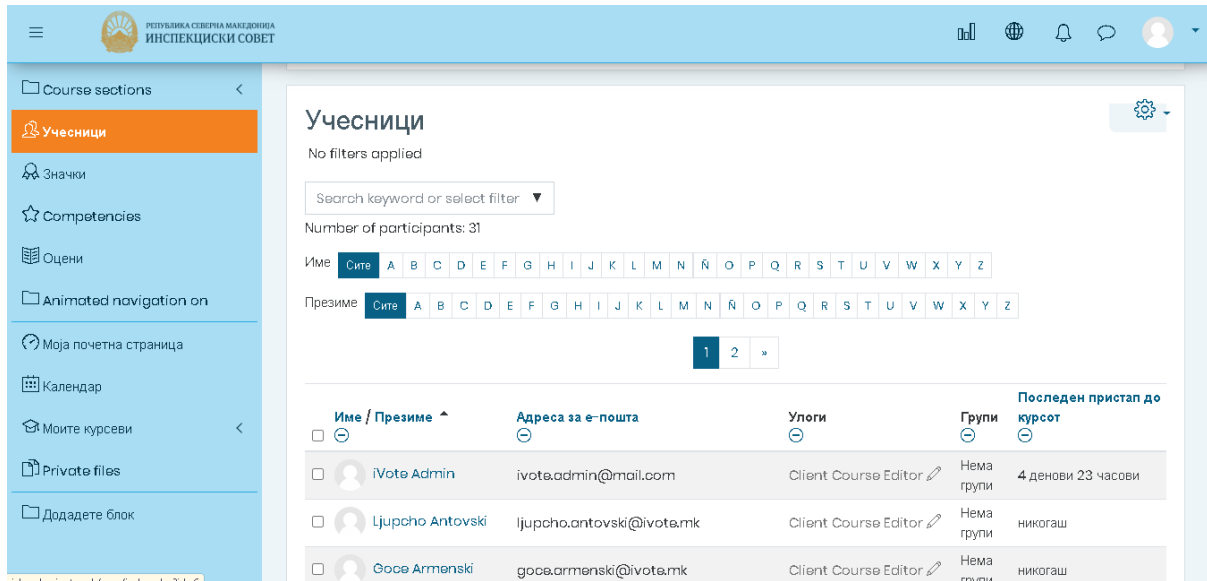 РЕПУБЛИКА СЕВЕРНА МАКЕДОНИЈА
ИНСПЕКЦИСКИ СОВЕТ
Course sections
Учесници
Значки
Competencies
Оцени
Animated navigation on
Моја почетна страница
Календар
Моите курсеви
Private files
Додадете блок
Учесници
No filters applied
Search keyword or select filter ▼
Number of participants: 31
Име Сите A B C D E F G H I J K L M N Ñ O P Q R S T U V W X Y Z
Презиме Сите A B C D E F G H I J K L M N Ñ O P Q R S T U V W X Y Z
1 2 »
Име / Презиме Адреса за е-пошта Улоги Групи Последен пристап до курсот
iVote Admin ivote.admin@mail.com Client Course Editor Нема групи 4 денови 23 часови
Ljupcho Antovski ljupcho.antovski@ivote.mk Client Course Editor Нема групи никогаш
Goce Armenski goce.armenski@ivote.mk Client Course Editor Нема групи никогаш